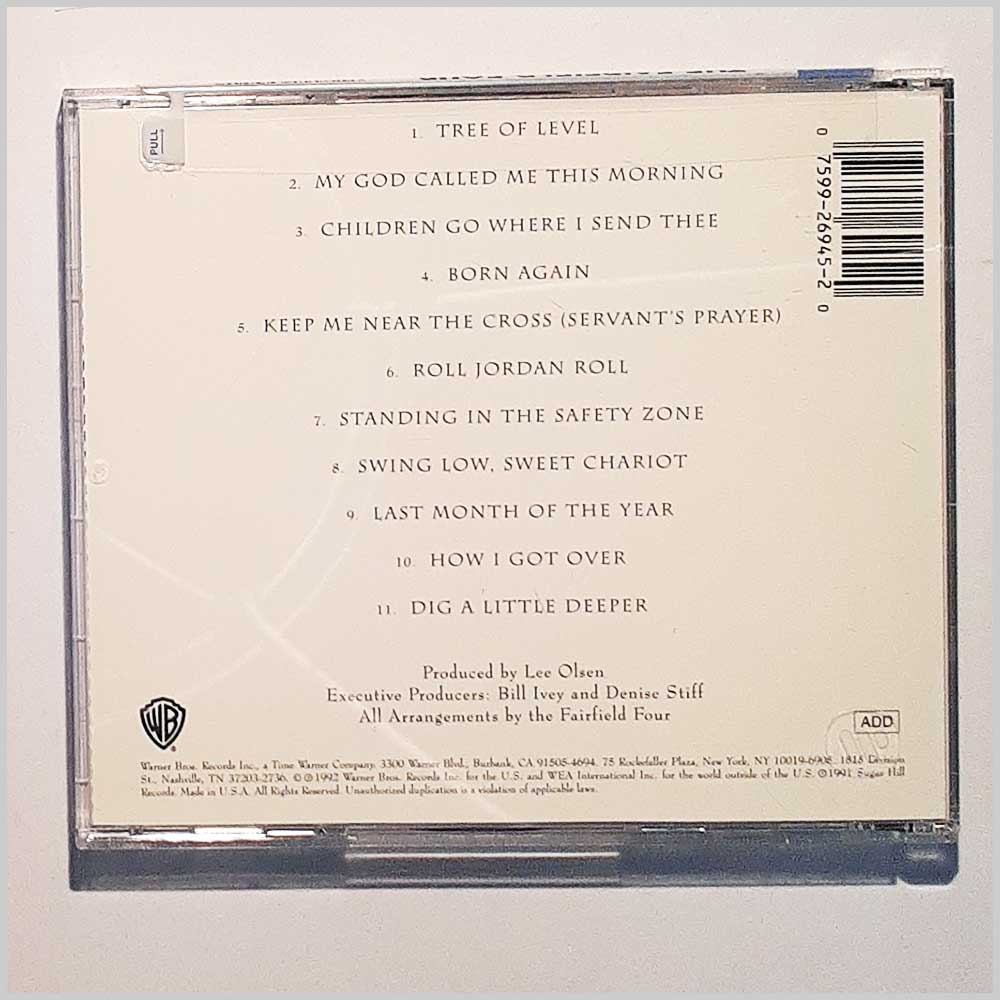 PULL
1. TREE OF LEVEL
2. MY GOD CALLED ME THIS MORNING
3. CHILDREN GO WHERE I SEND THEE
4. BORN AGAIN
5. KEEP ME NEAR THE CROSS (SERVANT'S PRAYER)
6. ROLL JORDAN ROLL
7. STANDING IN THE SAFETY ZONE
8. SWING LOW, SWEET CHARIOT
9. LAST MONTH OF THE YEAR
10. HOW I GOT OVER
11. DIG A LITTLE DEEPER
0 7599-26945-2 0
Produced by Lee Olsen
Executive Producers: Bill Ivey and Denise Stiff
All Arrangements by the Fairfield Four
WB
ADD
Warner Bros. Records Inc., a Time Warner Company. 3300 Warner Blvd., Burbank, CA 91505-4694. 75 Rockefeller Plaza, New York, NY 10019-6908. 1815 Division
St., Nashville, TN 37203-2736. © ℗ 1992 Warner Bros. Records Inc. for the U.S. and WEA International Inc. for the world outside of the U.S. ℗ 1991 Sugar Hill
Records. Made in U.S.A. All Rights Reserved. Unauthorized duplication is a violation of applicable laws.